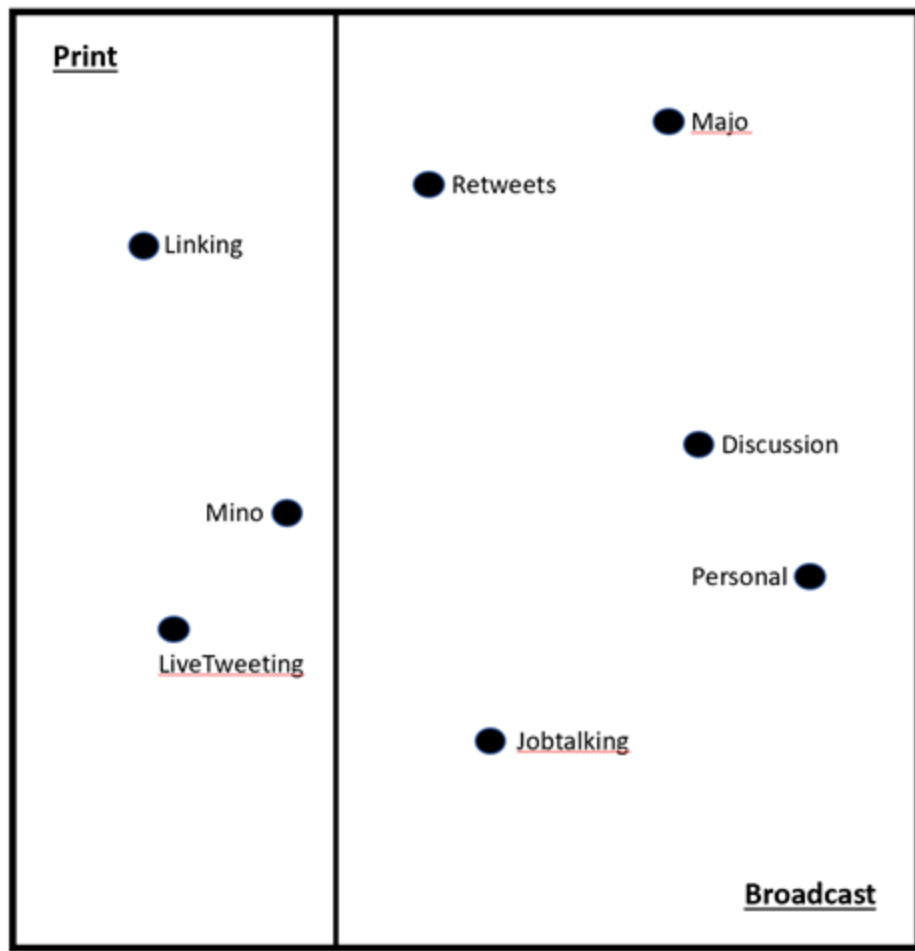 Print
Majo
Retweets
Linking
Discussion
Mino
Personal
LiveTweeting
Jobtalking
Broadcast